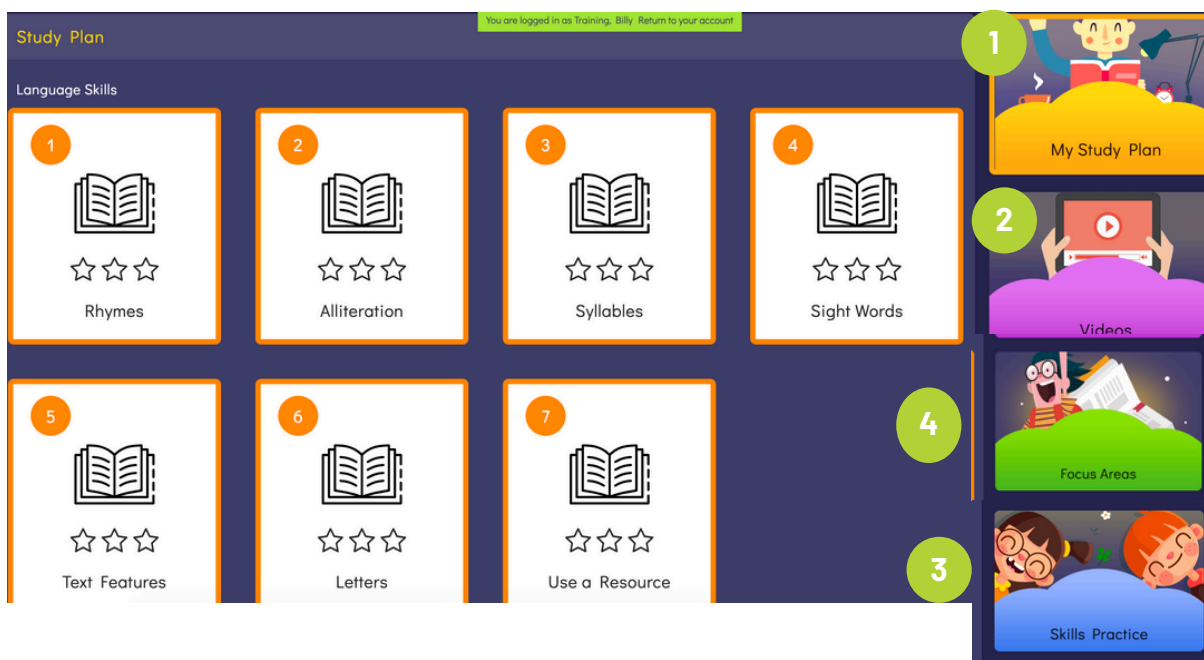 You are logged in as Training, Billy Return to your account
Study Plan
Language Skills
1
Rhymes
2
Alliteration
3
Syllables
4
Sight Words
5
Text Features
6
Letters
7
Use a Resource
1
My Study Plan
2
Videos
4
Focus Areas
3
Skills Practice